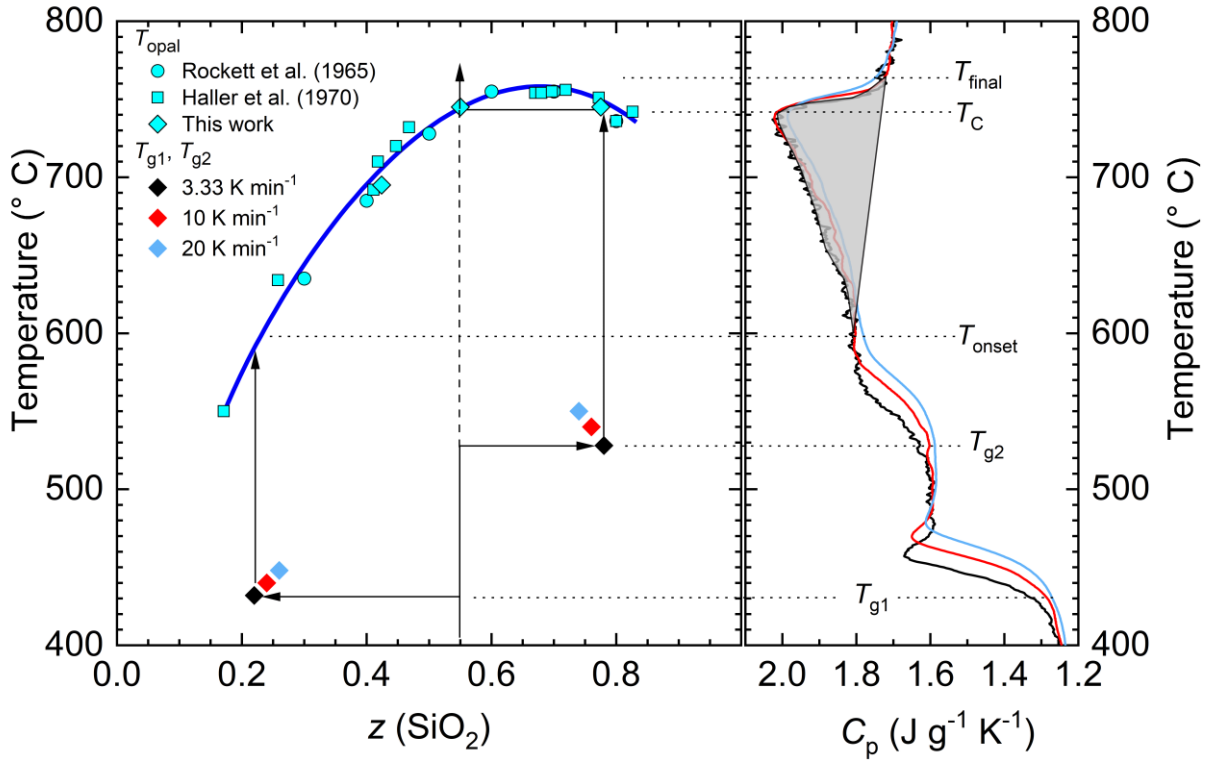 800
700
600
500
400
Temperature (° C)
0.0 0.2 0.4 0.6 0.8
z (SiO₂)
T_opal
Rockett et al. (1965)
Haller et al. (1970)
This work
T_g1, T_g2
3.33 K min⁻¹
10 K min⁻¹
20 K min⁻¹
T_final
T_C
T_onset
T_g2
T_g1
2.0 1.8 1.6 1.4 1.2
C_p (J g⁻¹ K⁻¹)
800
700
600
500
400
Temperature (° C)